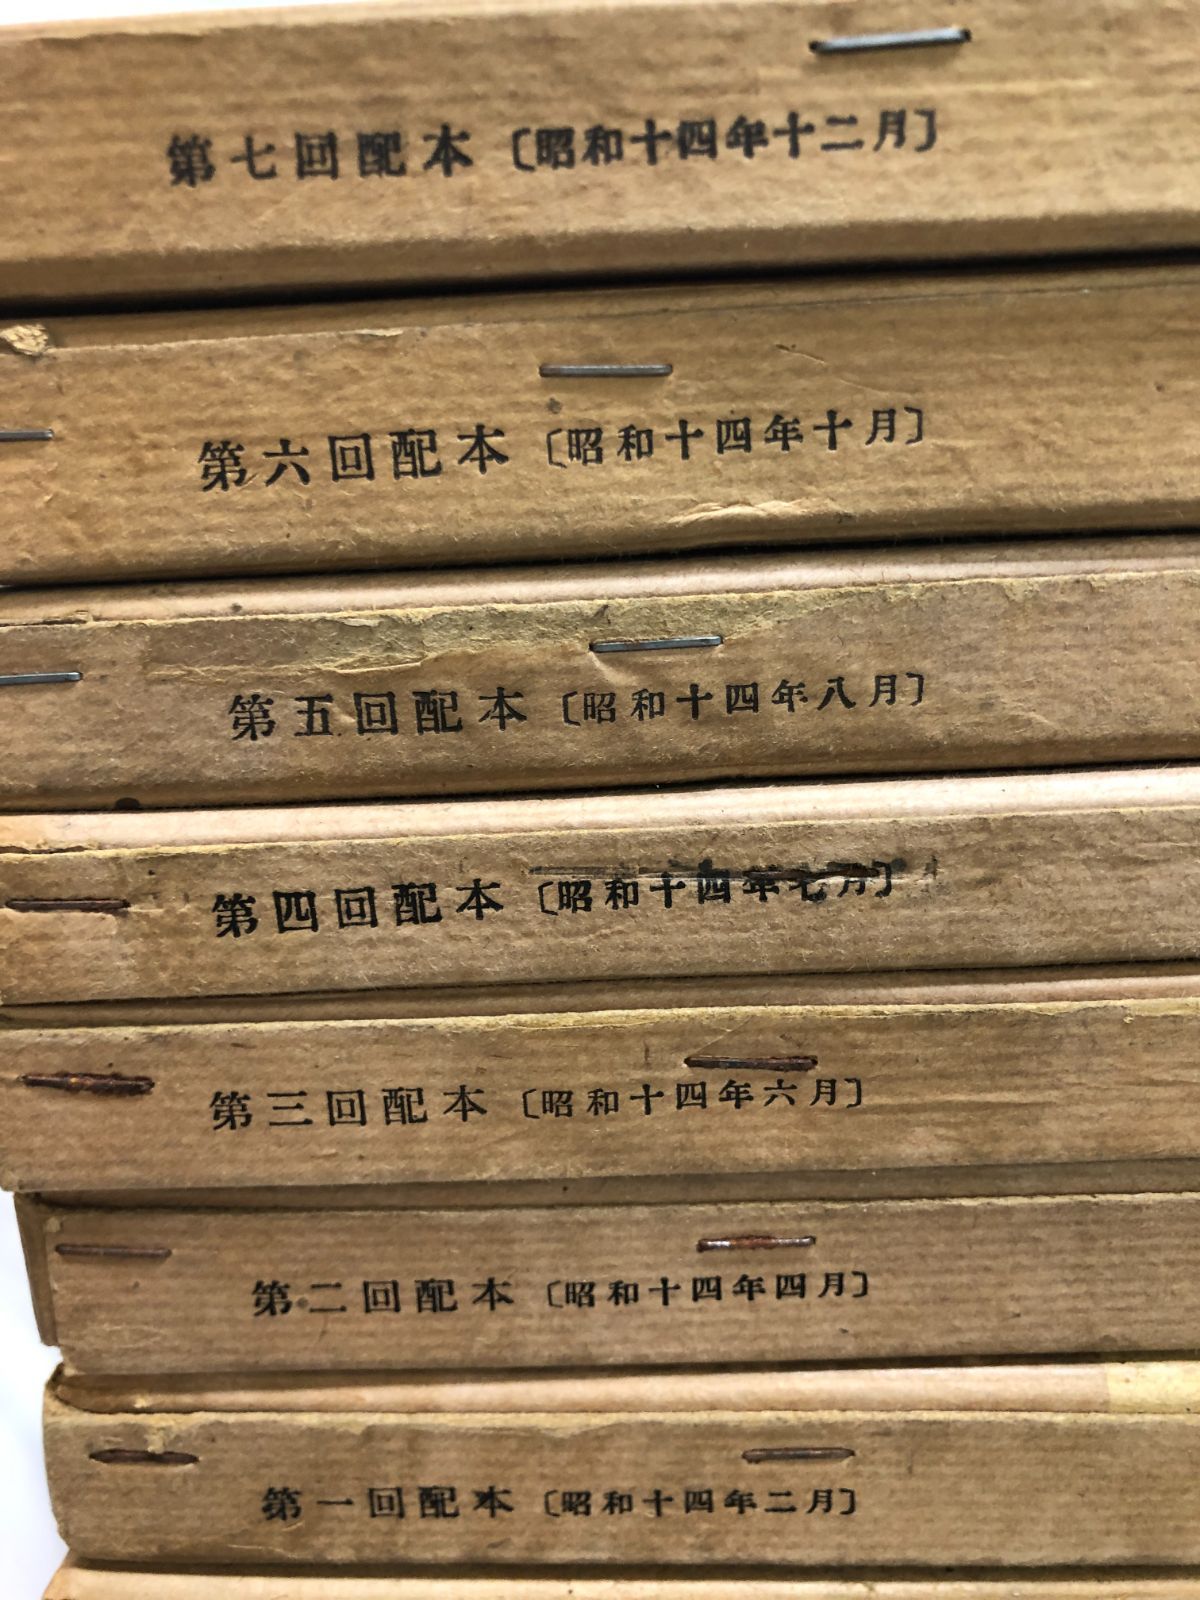 第七回配本〔昭和十四年十二月〕
第六回配本〔昭和十四年十月〕
第五回配本〔昭和十四年八月〕
第四回配本〔昭和十四年七月〕
第三回配本〔昭和十四年六月〕
第二回配本〔昭和十四年四月〕
第一回配本〔昭和十四年二月〕